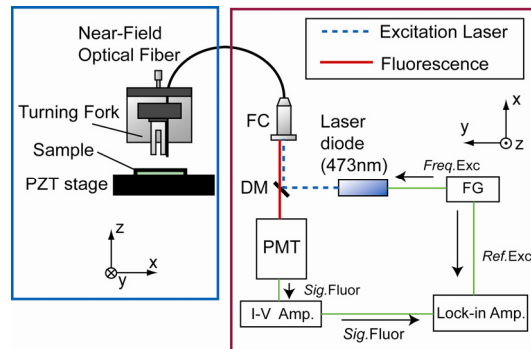 Near-Field
Optical Fiber
Turning Fork
Sample
PZT stage
z
x
y
Excitation Laser
Fluorescence
FC
Laser
diode
(473nm)
x
y
z
DM
Freq.Exc
FG
PMT
Ref.Exc
Sig.Fluor
I-V Amp.
Sig.Fluor
Lock-in Amp.